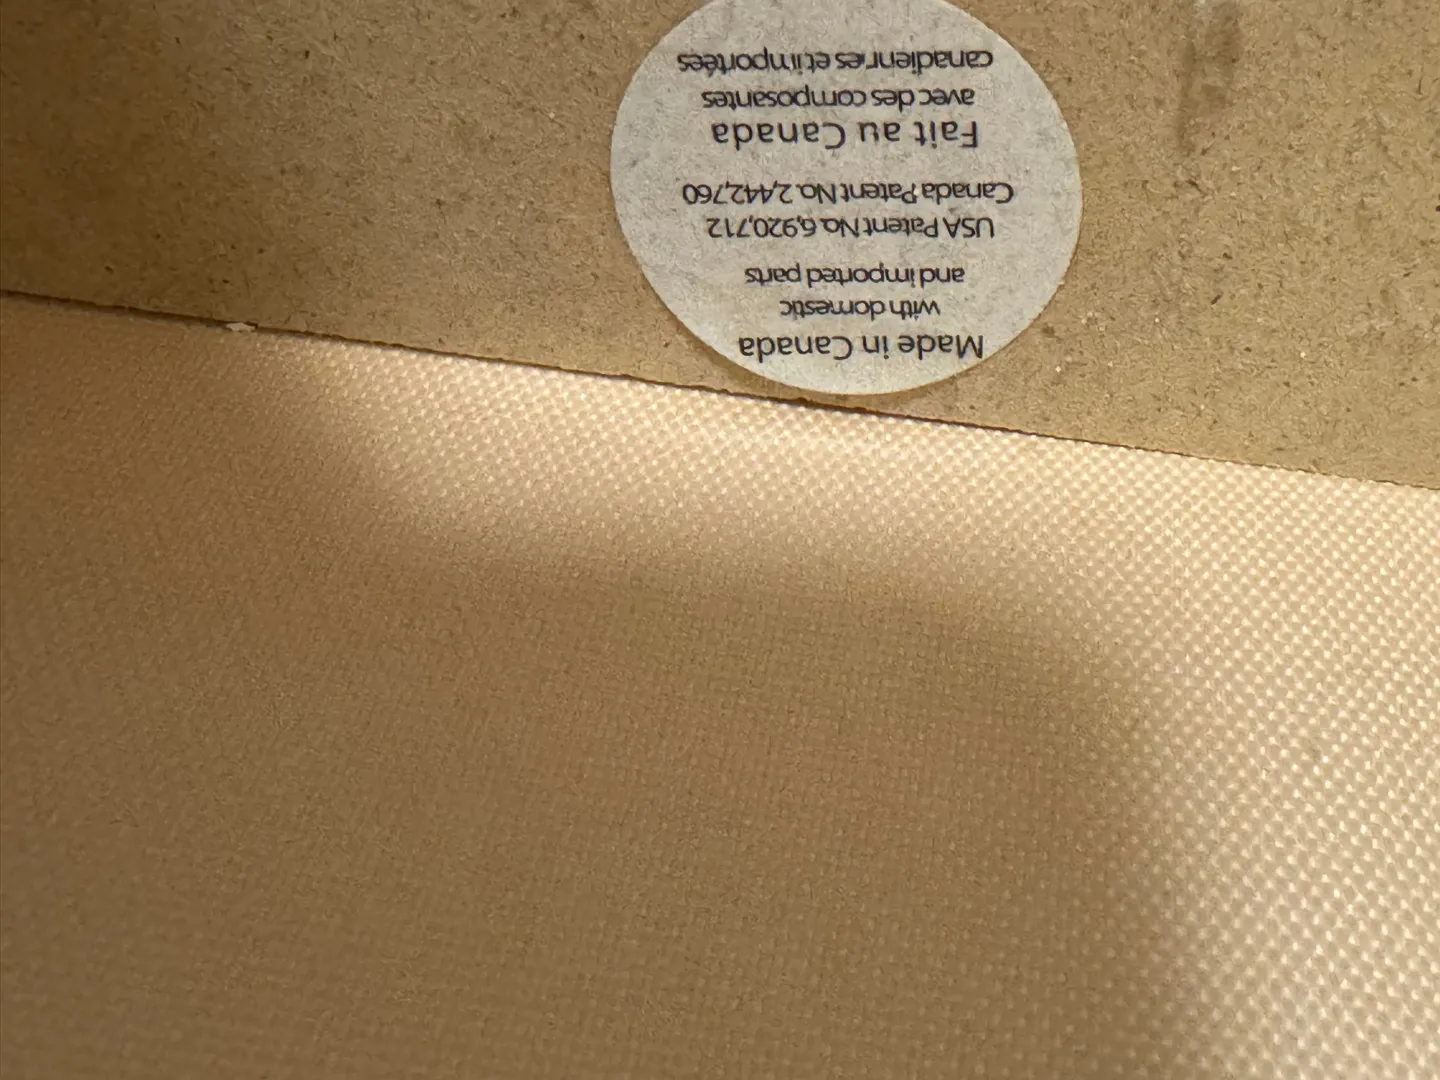 Made in Canada
with domestic
and imported parts
USA Patent No. 6,920,712
Canada Patent No. 2,442,760
Fait au Canada
avec des composantes
canadiennes et importées